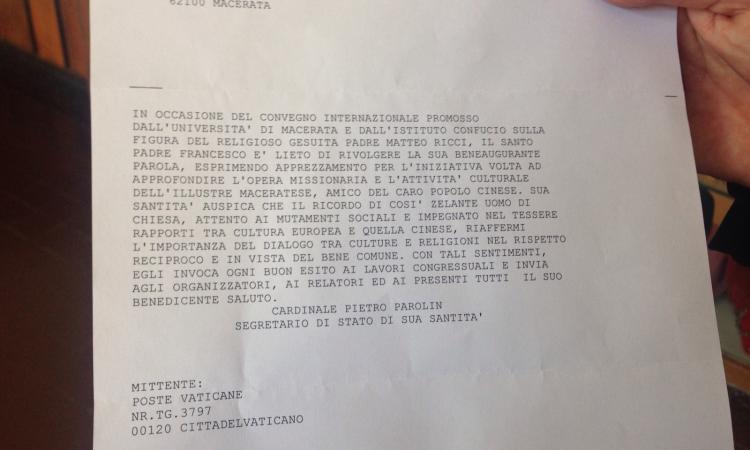 62100 MACERATA
IN OCCASIONE DEL CONVEGNO INTERNAZIONALE PROMOSSO
DALL'UNIVERSITA' DI MACERATA E DALL'ISTITUTO CONFUCIO SULLA
FIGURA DEL RELIGIOSO GESUITA PADRE MATTEO RICCI, IL SANTO
PADRE FRANCESCO E' LIETO DI RIVOLGERE LA SUA BENEAUGURANTE
PAROLA, ESPRIMENDO APPREZZAMENTO PER L'INIZIATIVA VOLTA AD
APPROFONDIRE L'OPERA MISSIONARIA E L'ATTIVITA' CULTURALE
DELL'ILLUSTRE MACERATESE, AMICO DEL CARO POPOLO CINESE. SUA
SANTITA' AUSPICA CHE IL RICORDO DI COSI' ZELANTE UOMO DI
CHIESA, ATTENTO AI MUTAMENTI SOCIALI E IMPEGNATO NEL TESSERE
RAPPORTI TRA CULTURA EUROPEA E QUELLA CINESE, RIAFFERMI
L'IMPORTANZA DEL DIALOGO TRA CULTURE E RELIGIONI NEL RISPETTO
RECIPROCO E IN VISTA DEL BENE COMUNE. CON TALI SENTIMENTI,
EGLI INVOCA OGNI BUON ESITO AI LAVORI CONGRESSUALI E INVIA
AGLI ORGANIZZATORI, AI RELATORI ED AI PRESENTI TUTTI IL SUO
BENEDICENTE SALUTO.
CARDINALE PIETRO PAROLIN
SEGRETARIO DI STATO DI SUA SANTITA'
MITTENTE:
POSTE VATICANE
NR.TG.3797
00120 CITTADELVATICANO